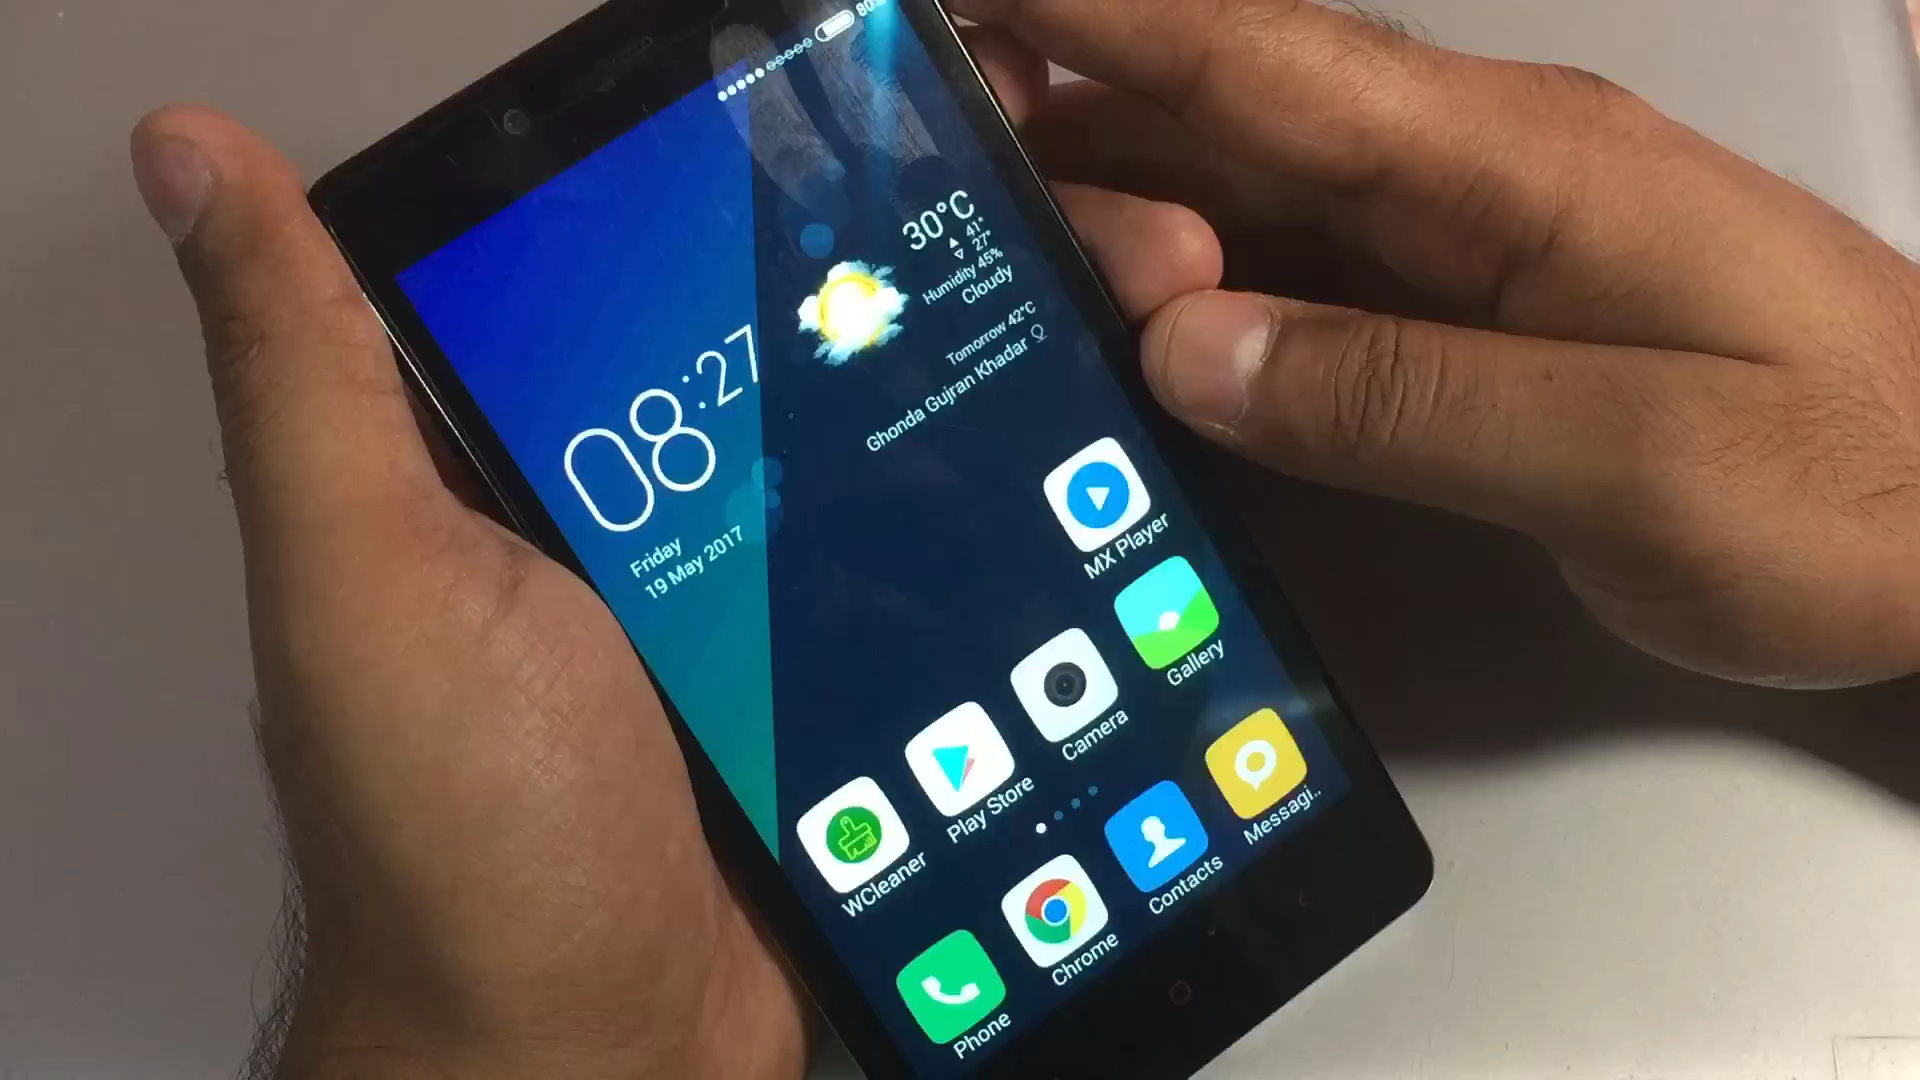 80
08:27
Friday
19 May 2017
30°C
41°
27°
Humidity 45%
Cloudy
Tomorrow 42°C
Ghonda Gujran Khadar
MX Player
Gallery
Camera
Play Store
WCleaner
Messagi..
Contacts
Chrome
Phone